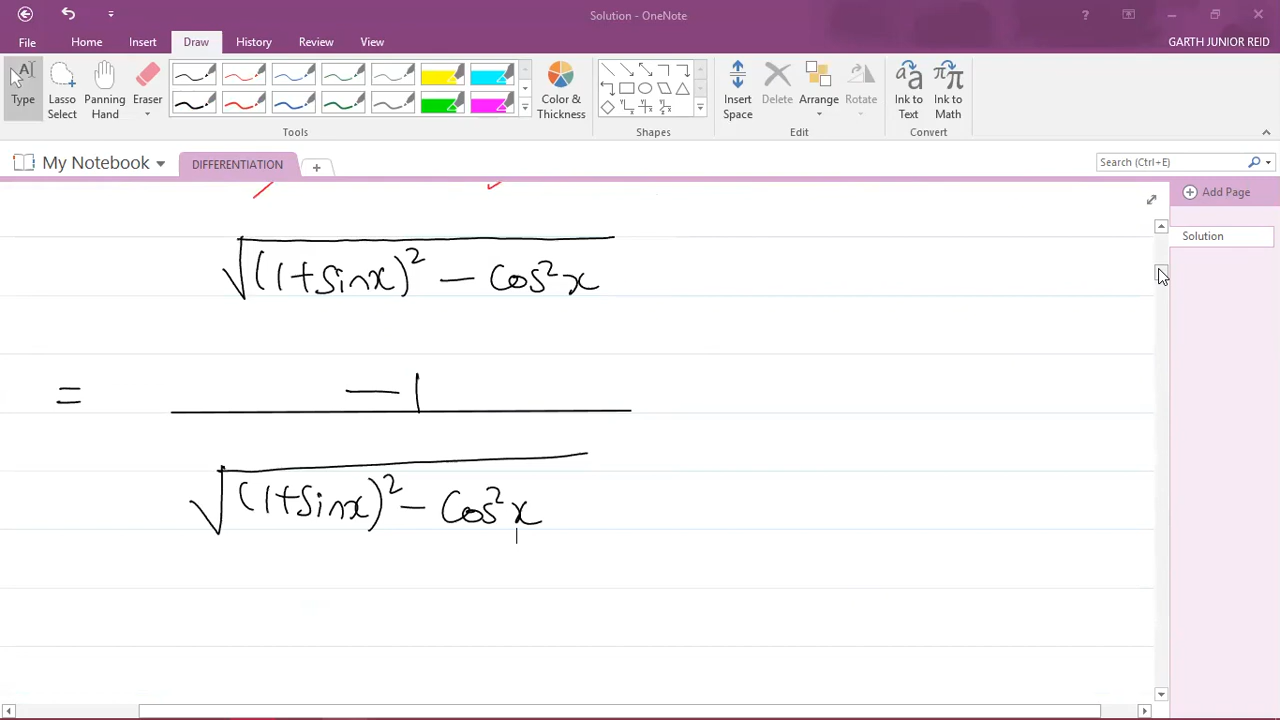 Solution - OneNote
GARTH JUNIOR REID
File Home Insert Draw History Review View
Type
Lasso Select
Panning Hand
Eraser
Color & Thickness
Insert Space
Delete
Arrange
Rotate
Ink to Text
Ink to Math
Tools
Shapes
Edit
Convert
My Notebook
DIFFERENTIATION
Search (Ctrl+E)
Add Page
Solution
√((1+sinx)² − cos²x)
= −1
√((1+sinx)² − cos²x)